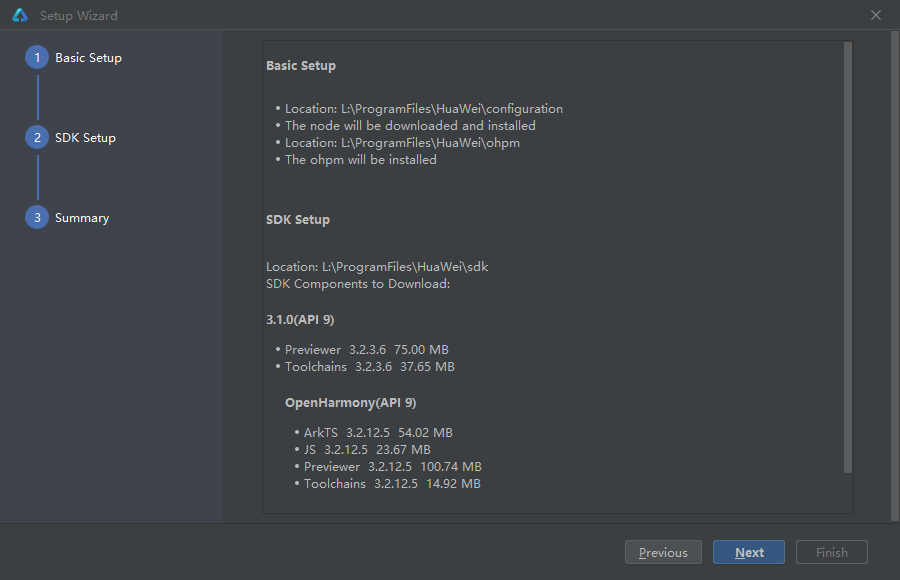 Setup Wizard
1 Basic Setup
2 SDK Setup
3 Summary
Basic Setup
• Location: L:\ProgramFiles\HuaWei\configuration
• The node will be downloaded and installed
• Location: L:\ProgramFiles\HuaWei\ohpm
• The ohpm will be installed
SDK Setup
Location: L:\ProgramFiles\HuaWei\sdk
SDK Components to Download:
3.1.0(API 9)
• Previewer 3.2.3.6 75.00 MB
• Toolchains 3.2.3.6 37.65 MB
OpenHarmony(API 9)
• ArkTS 3.2.12.5 54.02 MB
• JS 3.2.12.5 23.67 MB
• Previewer 3.2.12.5 100.74 MB
• Toolchains 3.2.12.5 14.92 MB
Previous
Next
Finish